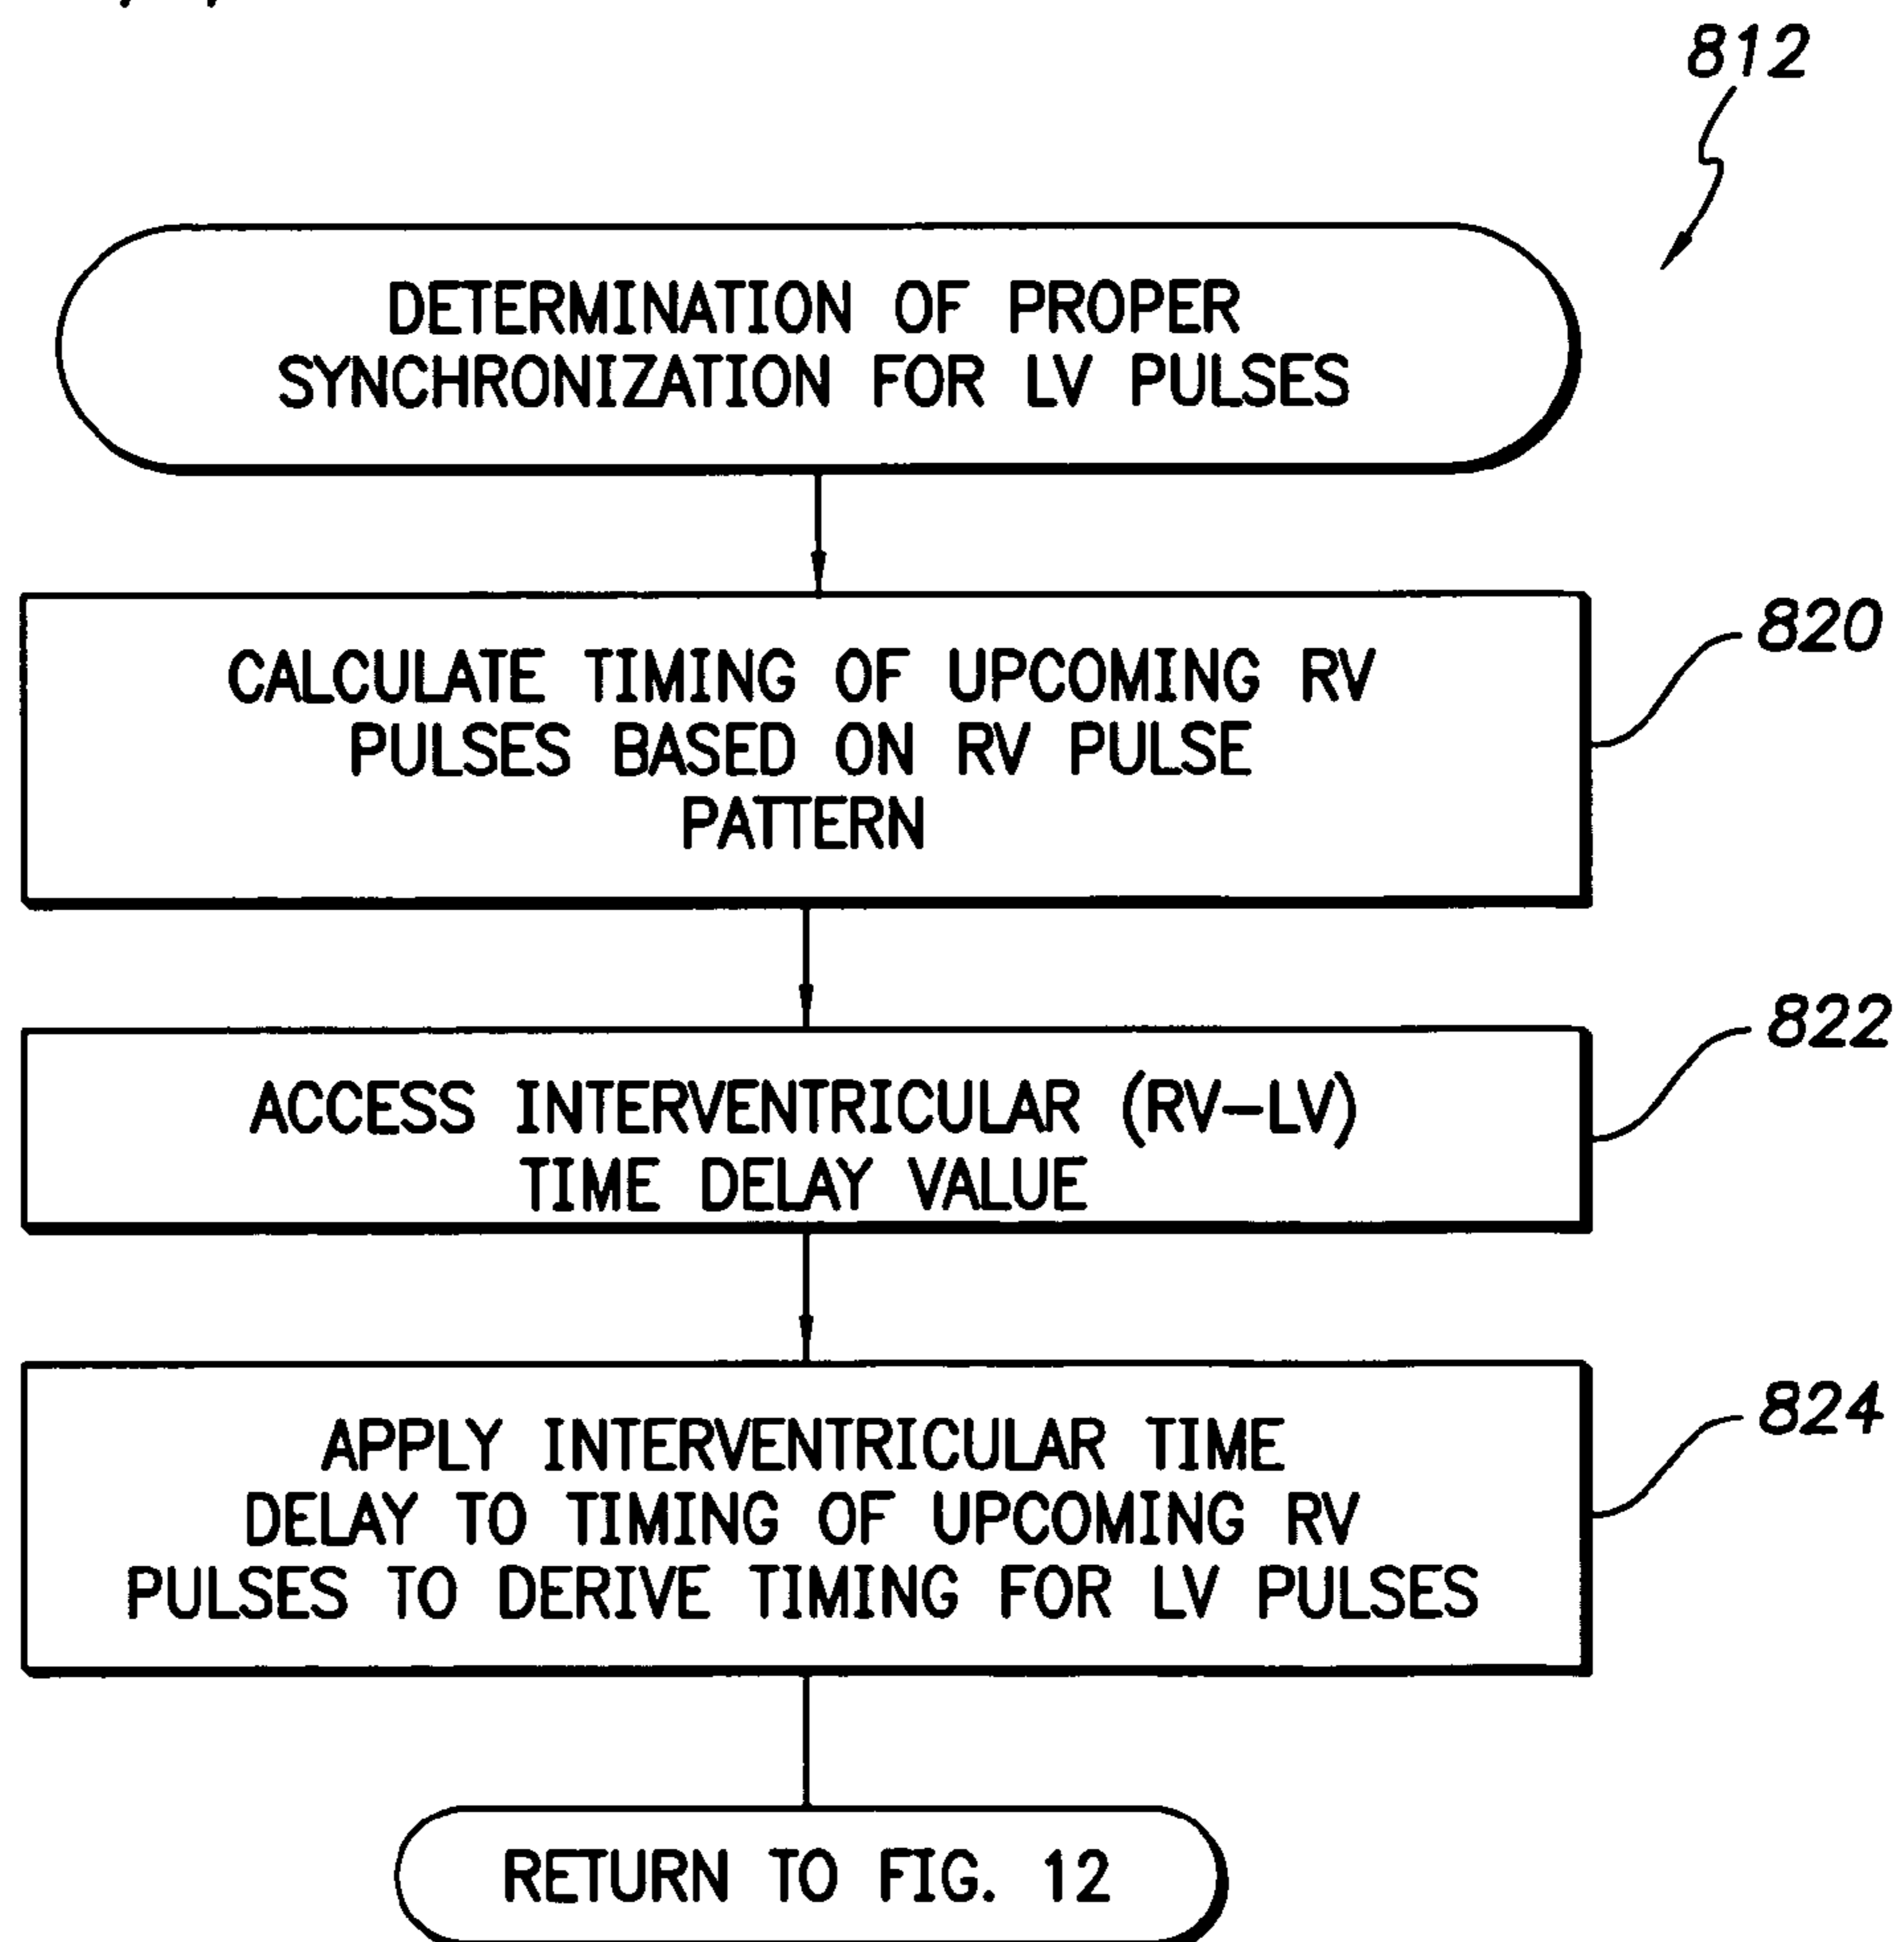 812
DETERMINATION OF PROPER
SYNCHRONIZATION FOR LV PULSES
CALCULATE TIMING OF UPCOMING RV
PULSES BASED ON RV PULSE
PATTERN
820
ACCESS INTERVENTRICULAR (RV-LV)
TIME DELAY VALUE
822
APPLY INTERVENTRICULAR TIME
DELAY TO TIMING OF UPCOMING RV
PULSES TO DERIVE TIMING FOR LV PULSES
824
RETURN TO FIG. 12